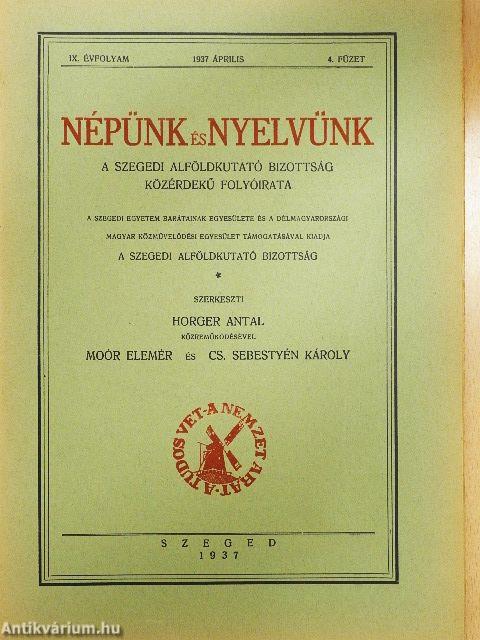 IX. ÉVFOLYAM 1937 ÁPRILIS 4. FÜZET
NÉPÜNK ÉS NYELVÜNK
A SZEGEDI ALFÖLDKUTATÓ BIZOTTSÁG
KÖZÉRDEKŰ FOLYÓIRATA
A SZEGEDI EGYETEM BARÁTAINAK EGYESÜLETE ÉS A DÉLMAGYARORSZÁGI
MAGYAR KÖZMŰVELŐDÉSI EGYESÜLET TÁMOGATÁSÁVAL KIADJA
A SZEGEDI ALFÖLDKUTATÓ BIZOTTSÁG
*
SZERKESZTI
HORGER ANTAL
KÖZREMŰKÖDÉSÉVEL
MOÓR ELEMÉR ÉS CS. SEBESTYÉN KÁROLY
A TUDOS VET - A NEMZET ARAT -
SZEGED
1937
Antikvárium.hu